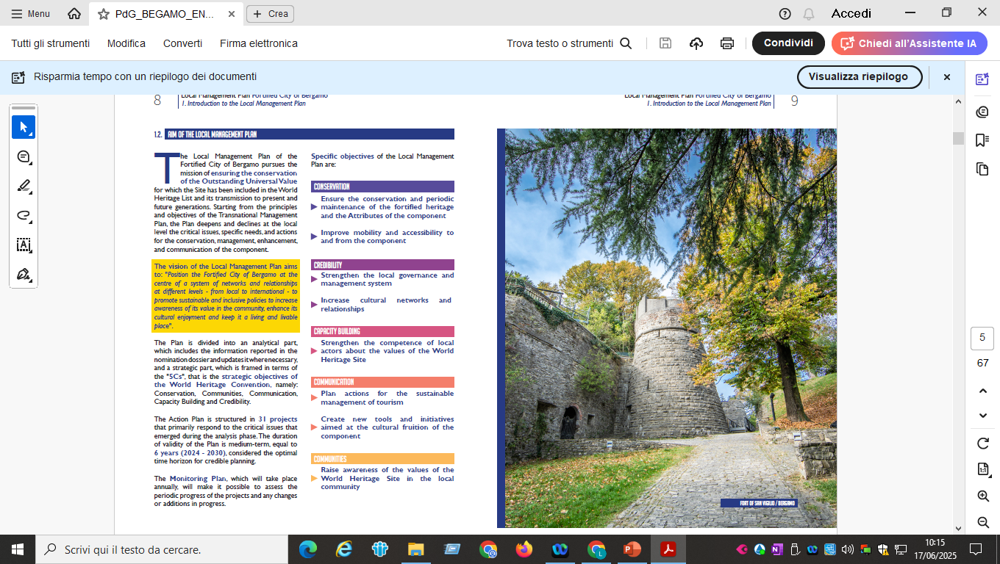 Menu
PdG_BEGAMO_EN...
Crea
Accedi
Tutti gli strumenti
Modifica
Converti
Firma elettronica
Trova testo o strumenti
Condividi
Chiedi all'Assistente IA
Risparmia tempo con un riepilogo dei documenti
Visualizza riepilogo
8
Local Management Plan Fortified City of Bergamo
1. Introduction to the Local Management Plan
Local Management Plan Fortified City of Bergamo
1. Introduction to the Local Management Plan
9
1.2. AIM OF THE LOCAL MANAGEMENT PLAN
The Local Management Plan of the
Fortified City of Bergamo pursues the
mission of ensuring the conservation
of the Outstanding Universal Value
for which the Site has been included in the World
Heritage List and its transmission to present and
future generations. Starting from the principles
and objectives of the Transnational Management
Plan, the Plan deepens and declines at the local
level the critical issues, specific needs, and actions
for the conservation, management, enhancement,
and communication of the component.
The vision of the Local Management Plan aims
to: "Position the Fortified City of Bergamo at the
centre of a system of networks and relationships
at different levels - from local to international - to
promote sustainable and inclusive policies to increase
awareness of its value in the community, enhance its
cultural enjoyment and keep it a living and livable
place".
The Plan is divided into an analytical part,
which includes the information reported in the
nomination dossier and updates it where necessary,
and a strategic part, which is framed in terms of
the "5Cs", that is the strategic objectives of
the World Heritage Convention, namely:
Conservation, Communities, Communication,
Capacity Building and Credibility.
The Action Plan is structured in 31 projects
that primarily respond to the critical issues that
emerged during the analysis phase. The duration
of validity of the Plan is medium-term, equal to
6 years (2024 - 2030), considered the optimal
time horizon for credible planning.
The Monitoring Plan, which will take place
annually, will make it possible to assess the
periodic progress of the projects and any changes
or additions in progress.
Specific objectives of the Local Management
Plan are:
CONSERVATION
Ensure the conservation and periodic
maintenance of the fortified heritage
and the Attributes of the component
Improve mobility and accessibility to
and from the component
CREDIBILITY
Strengthen the local governance and
management system
Increase cultural networks and
relationships
CAPACITY BUILDING
Strengthen the competence of local
actors about the values of the World
Heritage Site
COMMUNICATION
Plan actions for the sustainable
management of tourism
Create new tools and initiatives
aimed at the cultural fruition of the
component
COMMUNITIES
Raise awareness of the values of the
World Heritage Site in the local
community
FORT OF SAN VIGILIO / BERGAMO
5
67
1:1
Scrivi qui il testo da cercare.
10:15
17/06/2025